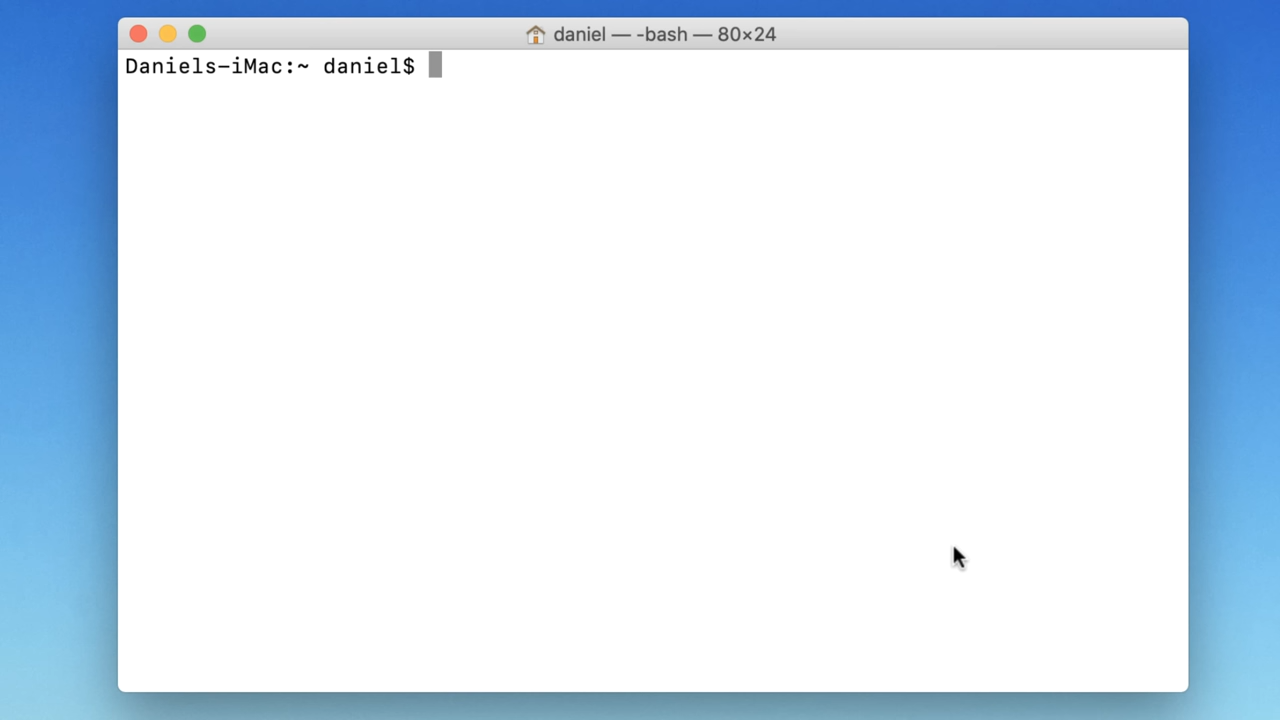 daniel — -bash — 80×24
Daniels-iMac:~ daniel$